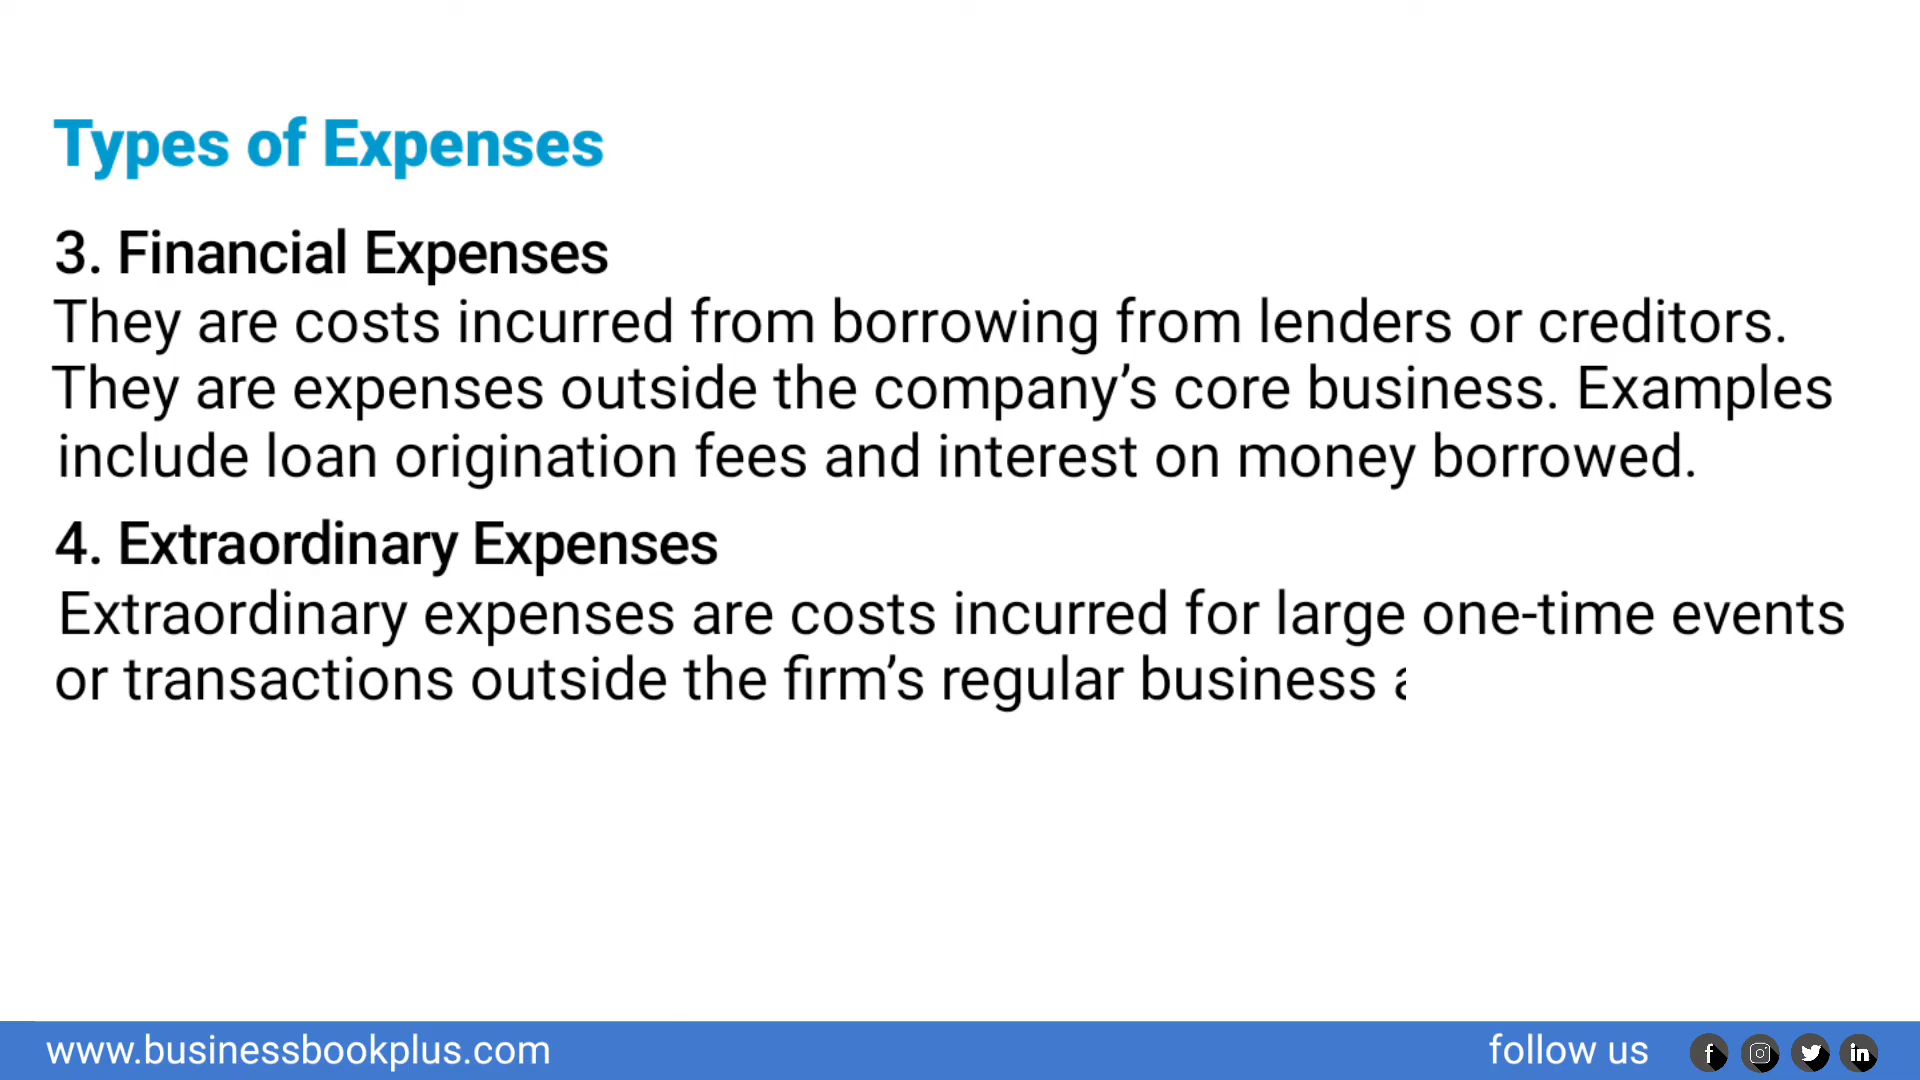 Types of Expenses
3. Financial Expenses
They are costs incurred from borrowing from lenders or creditors.
They are expenses outside the company’s core business. Examples
include loan origination fees and interest on money borrowed.
4. Extraordinary Expenses
Extraordinary expenses are costs incurred for large one-time events
or transactions outside the firm’s regular business
www.businessbookplus.com
follow us